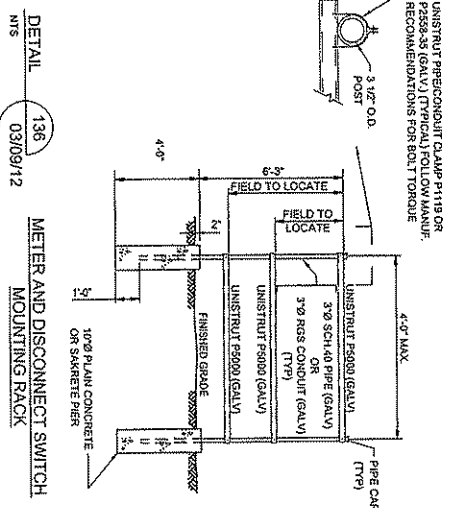 UNISTRUT PIPE/CONDUIT CLAMP P1119 OR
P2558-35 (GALV.) (TYPICAL) FOLLOW MANUF.
RECOMMENDATIONS FOR BOLT TORQUE
3 1/2" O.D.
POST
4'-0" MAX.
PIPE CAP
(TYP)
UNISTRUT P5000 (GALV)
3"Ø SCH.40 PIPE (GALV)
OR
3"Ø RGS CONDUIT (GALV)
(TYP)
UNISTRUT P5000 (GALV)
UNISTRUT P5000 (GALV)
FINISHED GRADE
6'-3"
FIELD TO LOCATE
FIELD TO
LOCATE
2"
4'-0"
1'-0"
10"Ø PLAIN CONCRETE
OR SAKRETE PIER
DETAIL
136
NTS
03/09/12
METER AND DISCONNECT SWITCH
MOUNTING RACK